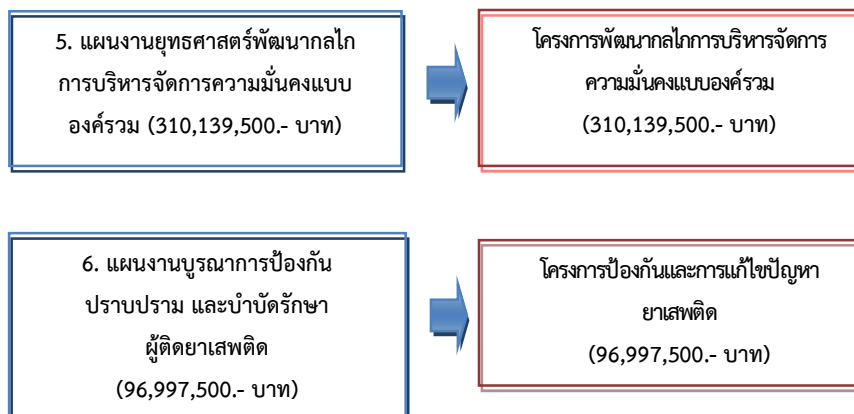 5. แผนงานยุทธศาสตร์พัฒนากลไก
การบริหารจัดการความมั่นคงแบบ
องค์รวม (310,139,500.- บาท)
โครงการพัฒนากลไกการบริหารจัดการ
ความมั่นคงแบบองค์รวม
(310,139,500.- บาท)
6. แผนงานบูรณาการป้องกัน
ปราบปราม และบำบัดรักษา
ผู้ติดยาเสพติด
(96,997,500.- บาท)
โครงการป้องกันและการแก้ไขปัญหา
ยาเสพติด
(96,997,500.- บาท)